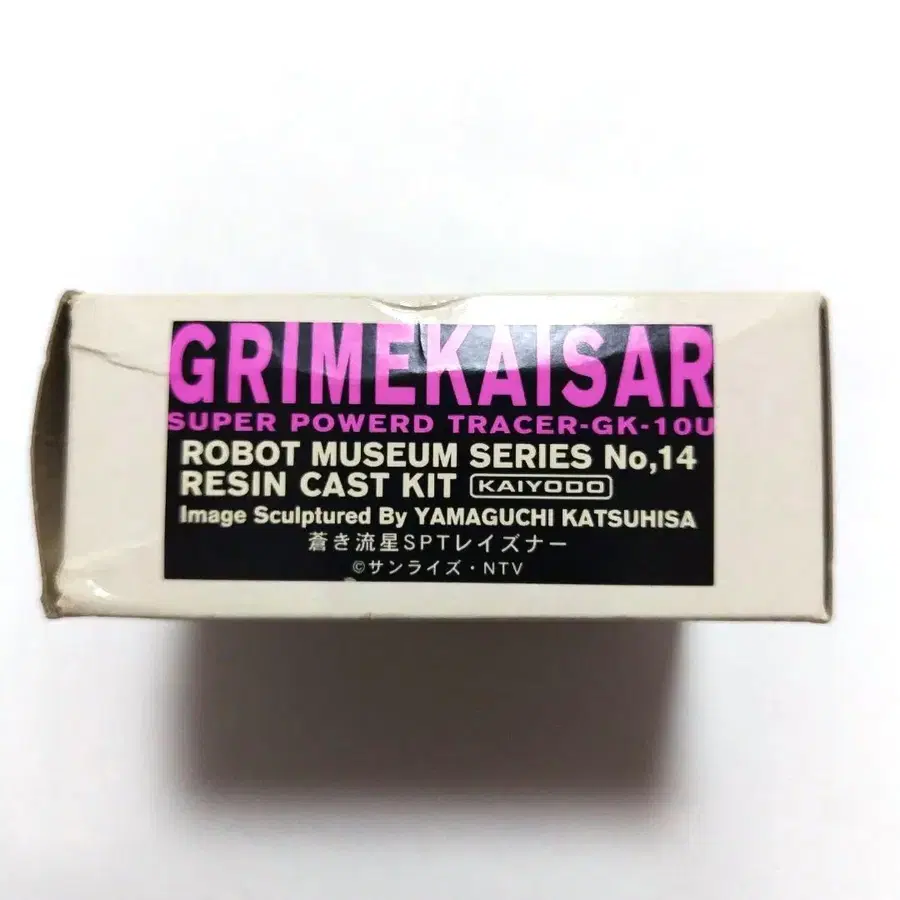 GRIMEKAISAR
SUPER POWERD TRACER-GK-10U
ROBOT MUSEUM SERIES No,14
RESIN CAST KIT KAIYODO
Image Sculptured By YAMAGUCHI KATSUHISA
蒼き流星SPTレイズナー
©サンライズ・NTV